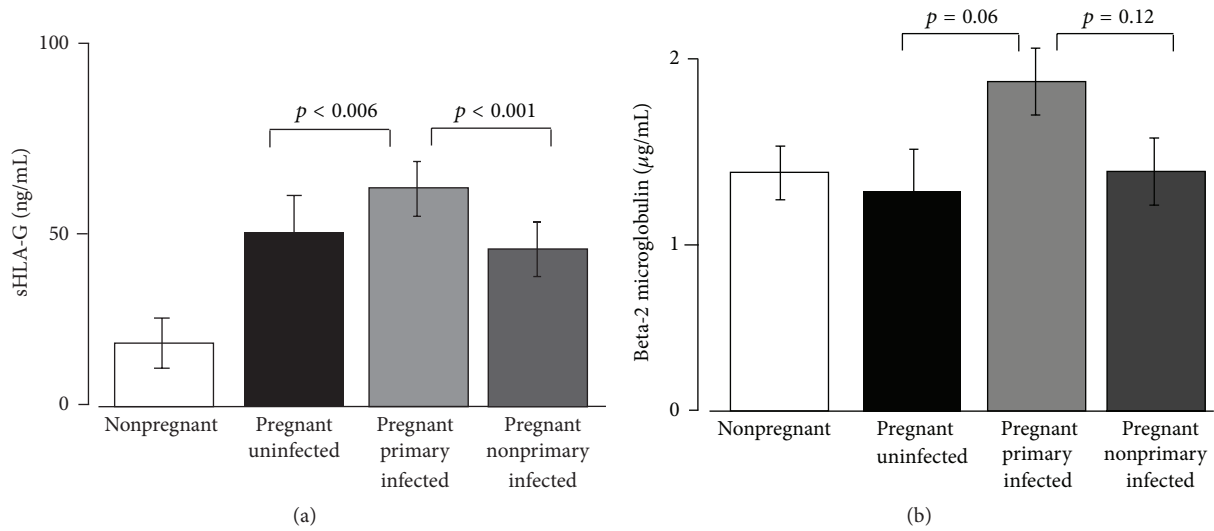 100
50
0
sHLA-G (ng/mL)
p < 0.006
p < 0.001
Nonpregnant
Pregnant
uninfected
Pregnant
primary
infected
Pregnant
nonprimary
infected
(a)
2
1
0
Beta-2 microglobulin (μg/mL)
p = 0.06
p = 0.12
Nonpregnant
Pregnant
uninfected
Pregnant
primary
infected
Pregnant
nonprimary
infected
(b)